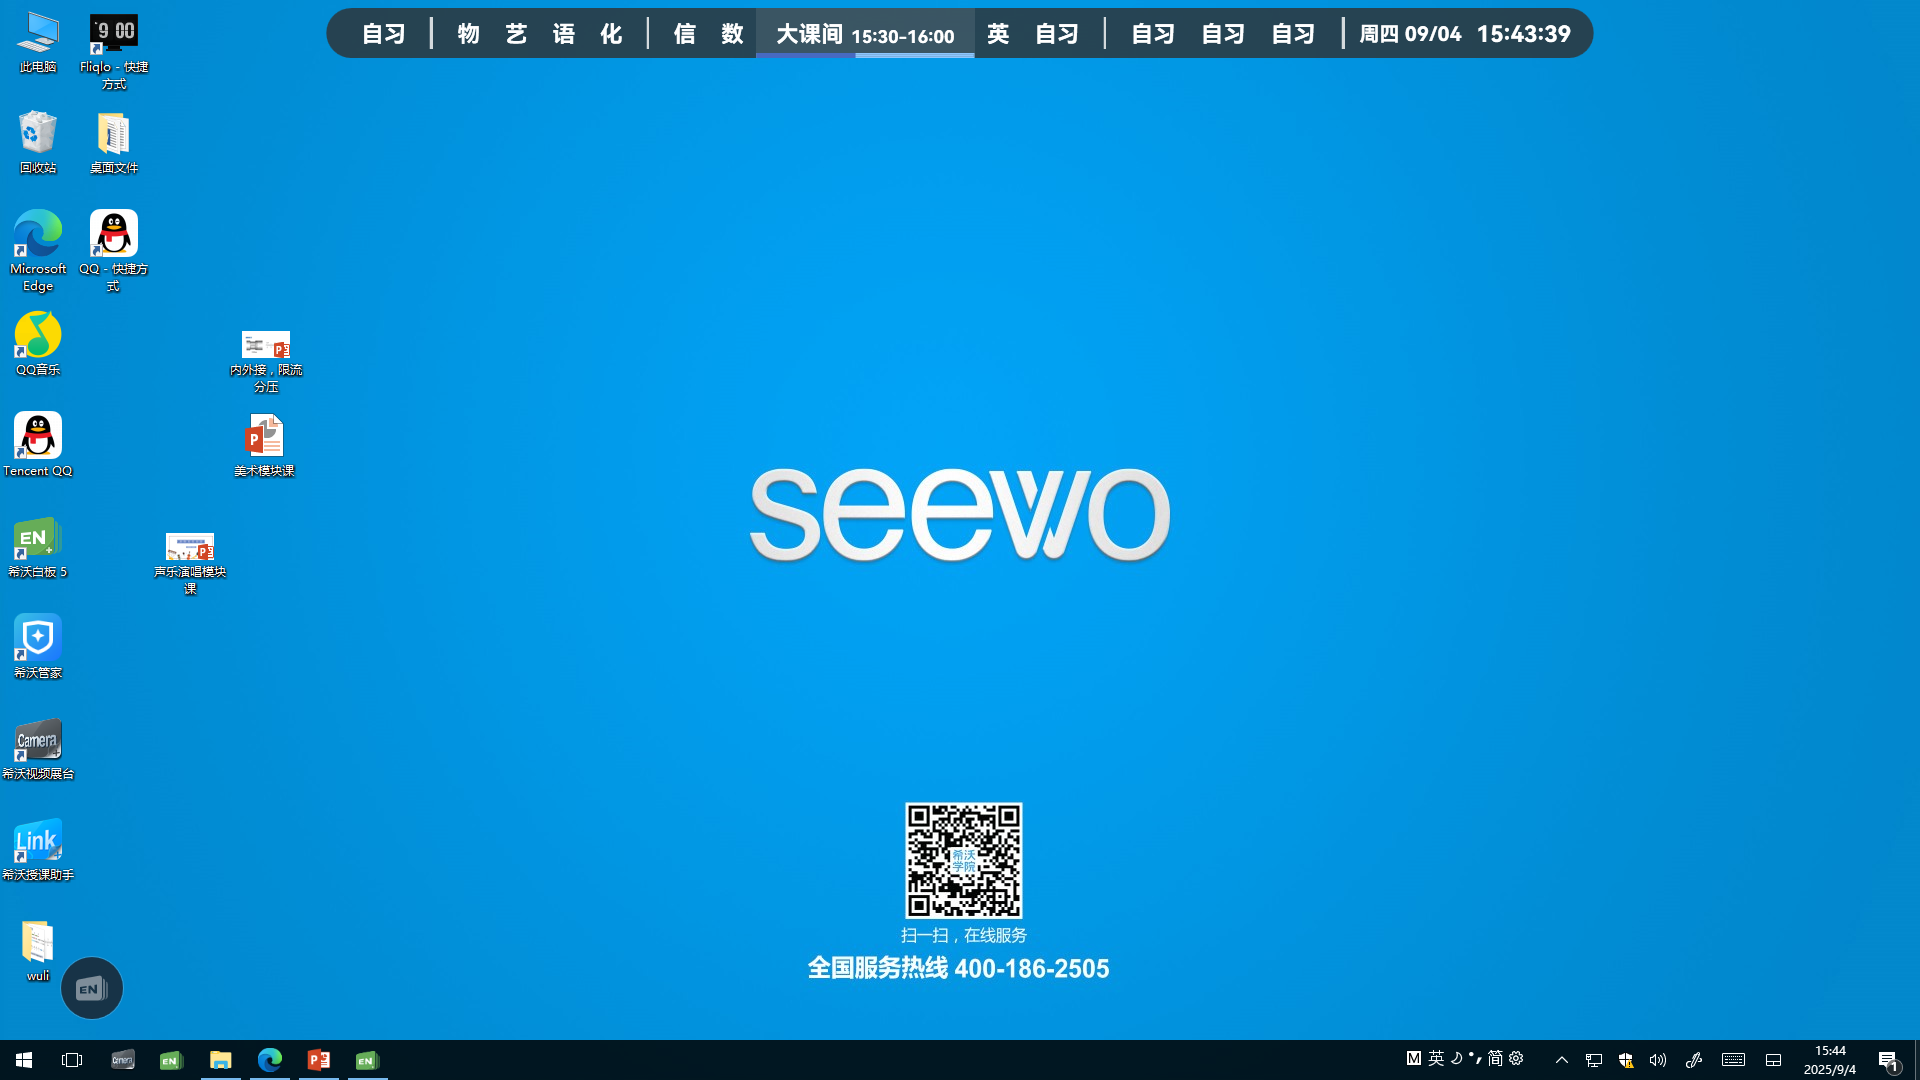 自习 物 艺 语 化 信 数 大课间 15:30-16:00 英 自习 自习 自习 自习 周四 09/04 15:43:39
此电脑
9 00
Fliqlo - 快捷
方式
回收站
桌面文件
Microsoft
Edge
QQ - 快捷方
式
QQ音乐
内外接，限流
分压
Tencent QQ
P
美术模块课
EN
希沃白板 5
声乐演唱模块
课
希沃管家
Camera
希沃视频展台
Link
希沃授课助手
wuli
EN
seewo
希沃
学院
扫一扫，在线服务
全国服务热线 400-186-2505
Camera
EN
P
EN
M 英 简
15:44
2025/9/4
1